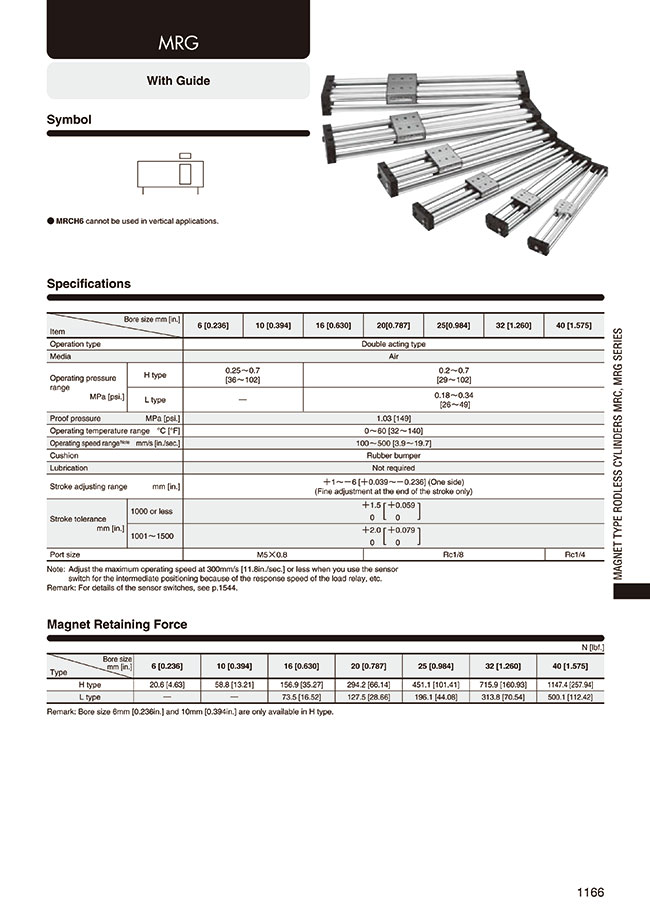 MRG
With Guide
Symbol
● MRCH6 cannot be used in vertical applications.
Specifications
Bore size mm [in.]
Item
6 [0.236] 10 [0.394] 16 [0.630] 20[0.787] 25[0.984] 32 [1.260] 40 [1.575]
Operation type Double acting type
Media Air
Operating pressure range MPa [psi.]
H type 0.25～0.7 [36～102] 0.2～0.7 [29～102]
L type — 0.18～0.34 [26～49]
Proof pressure MPa [psi.] 1.03 [149]
Operating temperature range °C [°F] 0～60 [32～140]
Operating speed range Note mm/s [in./sec.] 100～500 [3.9～19.7]
Cushion Rubber bumper
Lubrication Not required
Stroke adjusting range mm [in.] +1～−6 [+0.039～−0.236] (One side)
(Fine adjustment at the end of the stroke only)
Stroke tolerance mm [in.]
1000 or less +1.5 0 [+0.059 0]
1001～1500 +2.0 0 [+0.079 0]
Port size M5×0.8 Rc1/8 Rc1/4
Note: Adjust the maximum operating speed at 300mm/s [11.8in./sec.] or less when you use the sensor
switch for the intermediate positioning because of the response speed of the load relay, etc.
Remark: For details of the sensor switches, see p.1544.
Magnet Retaining Force
N [lbf.]
Bore size mm [in.]
Type
6 [0.236] 10 [0.394] 16 [0.630] 20 [0.787] 25 [0.984] 32 [1.260] 40 [1.575]
H type 20.6 [4.63] 58.8 [13.21] 156.9 [35.27] 294.2 [66.14] 451.1 [101.41] 715.9 [160.93] 1147.4 [257.94]
L type — — 73.5 [16.52] 127.5 [28.66] 196.1 [44.08] 313.8 [70.54] 500.1 [112.42]
Remark: Bore size 6mm [0.236in.] and 10mm [0.394in.] are only available in H type.
MAGNET TYPE RODLESS CYLINDERS MRC, MRG SERIES
1166